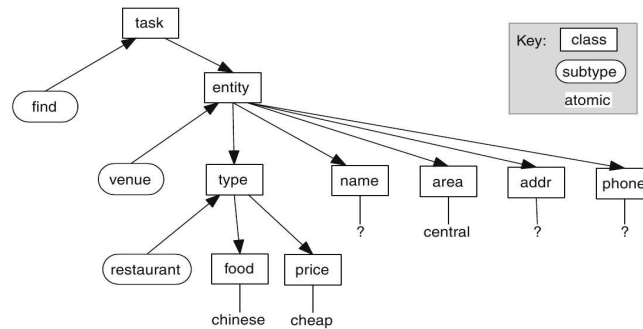 task
Key: class
subtype
atomic
find
entity
venue
type
name
area
addr
phone
?
central
?
?
restaurant
food
price
chinese
cheap